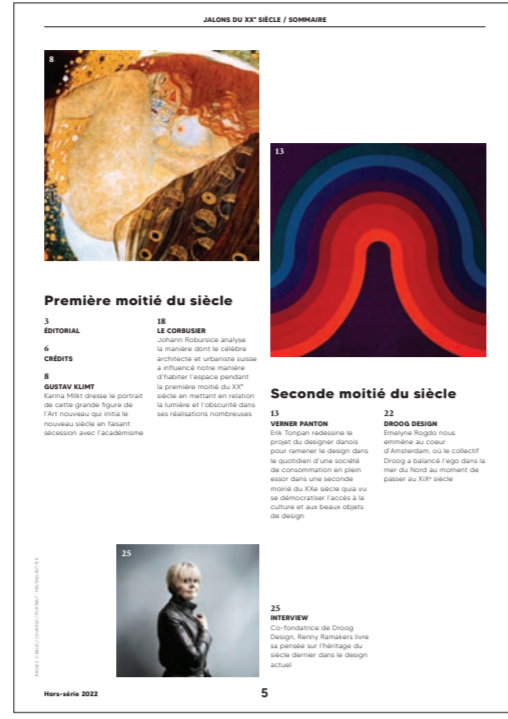 JALONS DU XXᵉ SIÈCLE / SOMMAIRE
8
13
Première moitié du siècle
3
ÉDITORIAL
6
CRÉDITS
8
GUSTAV KLIMT
Karina Milkt dresse le portrait
de cette grande figure de
l'Art nouveau qui initia le
nouveau siècle en faisant
sécession avec l'académisme
18
LE CORBUSIER
Johann Robursice analyse
la manière dont le célèbre
architecte et urbaniste suisse
a influencé notre manière
d'habiter l'espace pendant
la première moitié du XXᵉ
siècle en mettant en relation
la lumière et l'obscurité dans
ses réalisations nombreuses
Seconde moitié du siècle
13
VERNER PANTON
Erik Tonpan redessine le
projet du designer danois
pour ramener le design dans
le quotidien d'une société
de consommation en plein
essor dans une seconde
moirié du XXe siècle quia vu
se démocratiser l'accès à la
culture et aux beaux objets
de design
22
DROOG DESIGN
Emelyne Rogdo nous
emmène au coeur
d'Amsterdam, où le collectif
Droog a balancé l'ego dans la
mer du Nord au moment de
passer au XiXᵉ siècle
25
25
INTERVIEW
Co-fondatrice de Droog
Design, Renny Ramakers livre
sa pensée sur l'héritage du
siècle dernier dans le design
actuel
Hors-série 2022
5